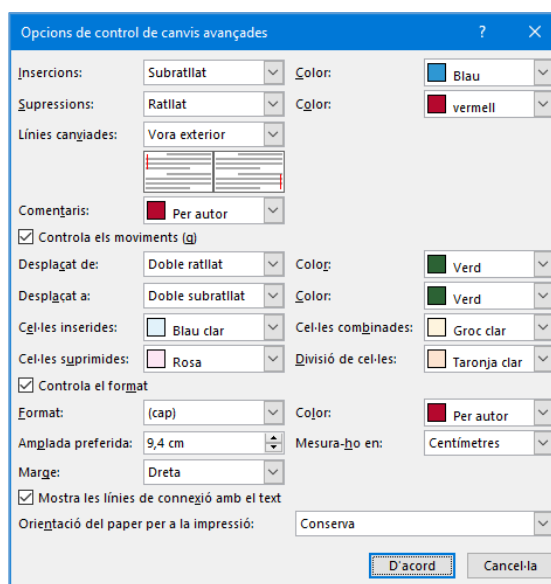 Opcions de control de canvis avançades ? ×
Insercions: Subratllat Color: Blau
Supressions: Ratllat Color: vermell
Línies canviades: Vora exterior
Comentaris: Per autor
Controla els moviments (q)
Desplaçat de: Doble ratllat Color: Verd
Desplaçat a: Doble subratllat Color: Verd
Cel·les inserides: Blau clar Cel·les combinades: Groc clar
Cel·les suprimides: Rosa Divisió de cel·les: Taronja clar
Controla el format
Format: (cap) Color: Per autor
Amplada preferida: 9,4 cm Mesura-ho en: Centímetres
Marge: Dreta
Mostra les línies de connexió amb el text
Orientació del paper per a la impressió: Conserva
D'acord Cancel·la